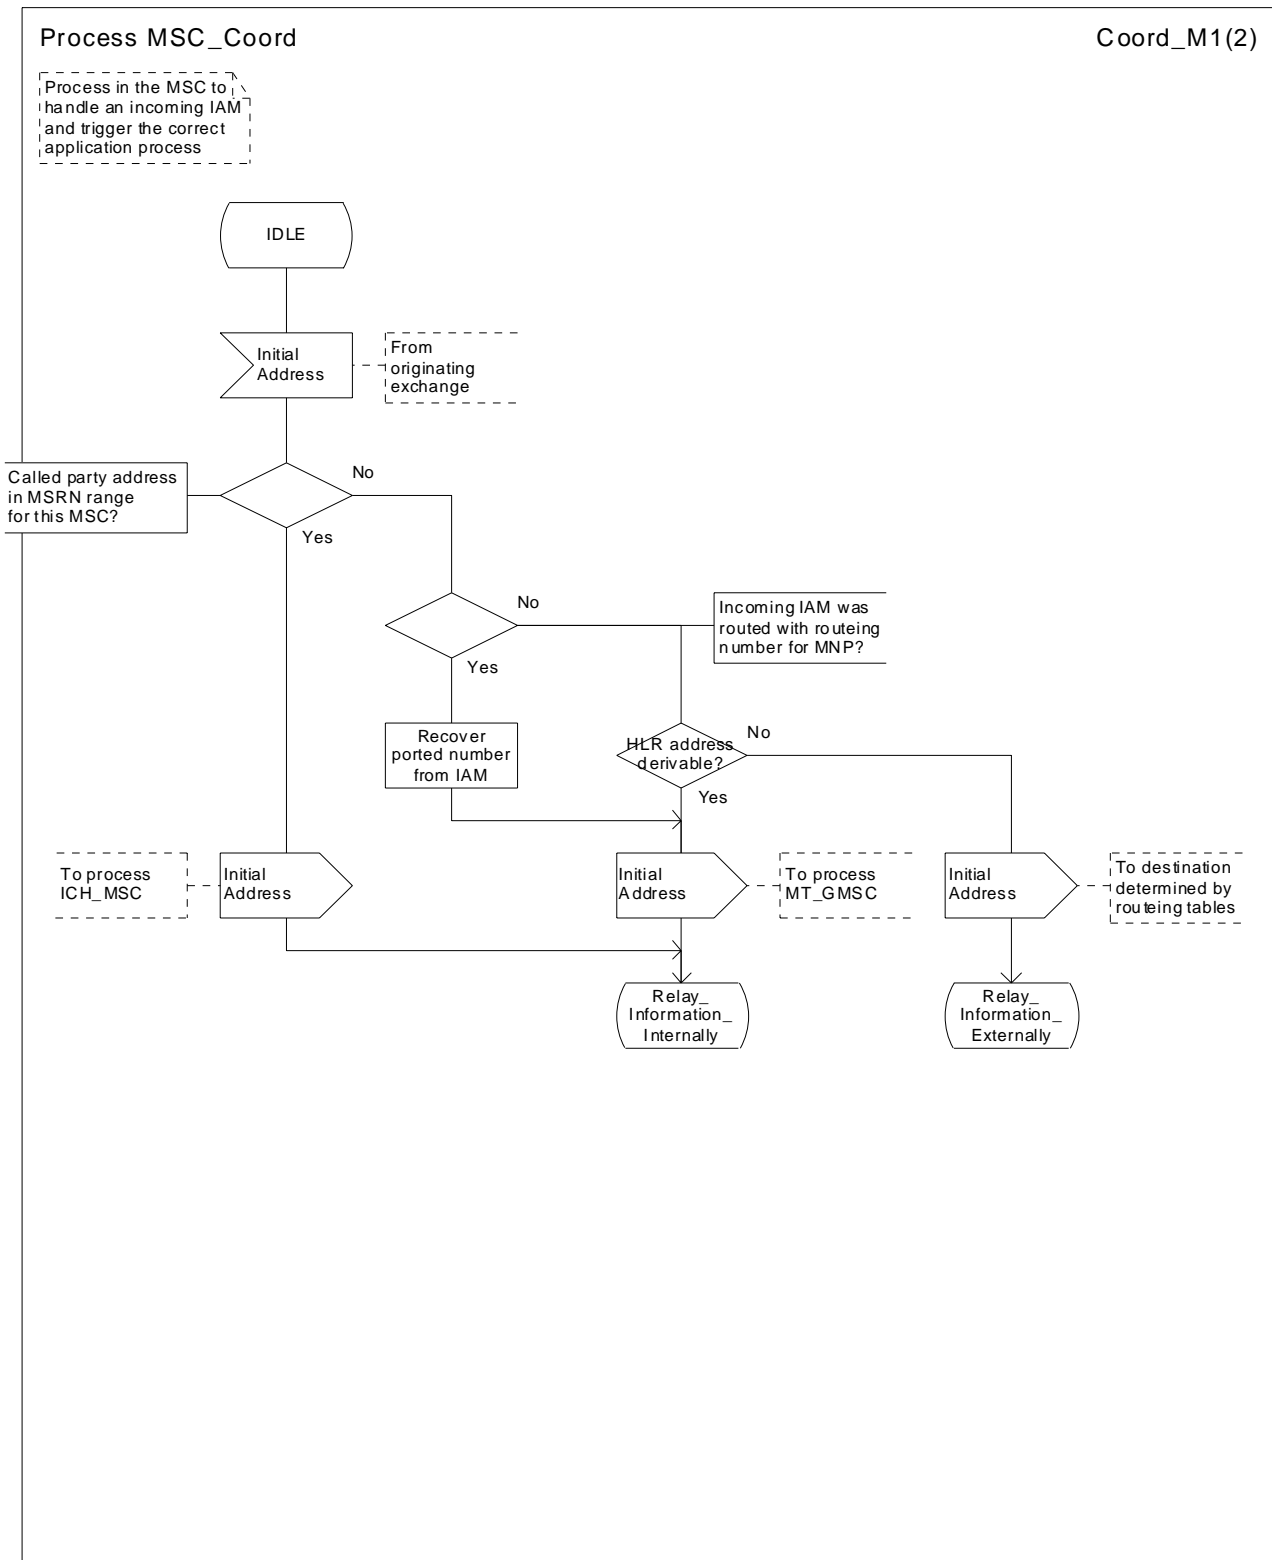 Process MSC_Coord
Coord_M1(2)
Process in the MSC to
handle an incoming IAM
and trigger the correct
application process
IDLE
Initial
Address
From
originating
exchange
Called party address
in MSRN range
for this MSC?
No
Yes
No
Incoming IAM was
routed with routeing
number for MNP?
Yes
Recover
ported number
from IAM
HLR address
derivable?
No
Yes
To process
ICH_MSC
Initial
Address
Initial
Address
To process
MT_GMSC
Initial
Address
To destination
determined by
routeing tables
Relay_
Information_
Internally
Relay_
Information_
Externally